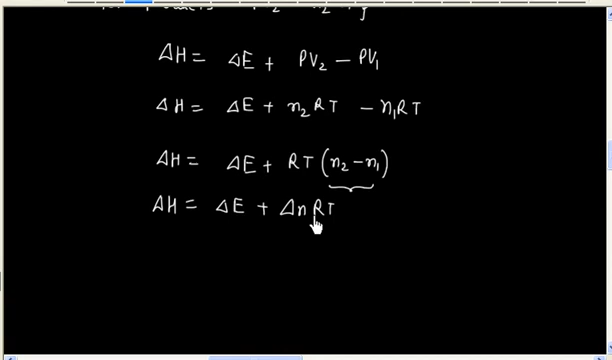 ΔH = ΔE + PV₂ − PV₁
ΔH = ΔE + n₂RT − n₁RT
ΔH = ΔE + RT (n₂ − n₁)
ΔH = ΔE + ΔnRT